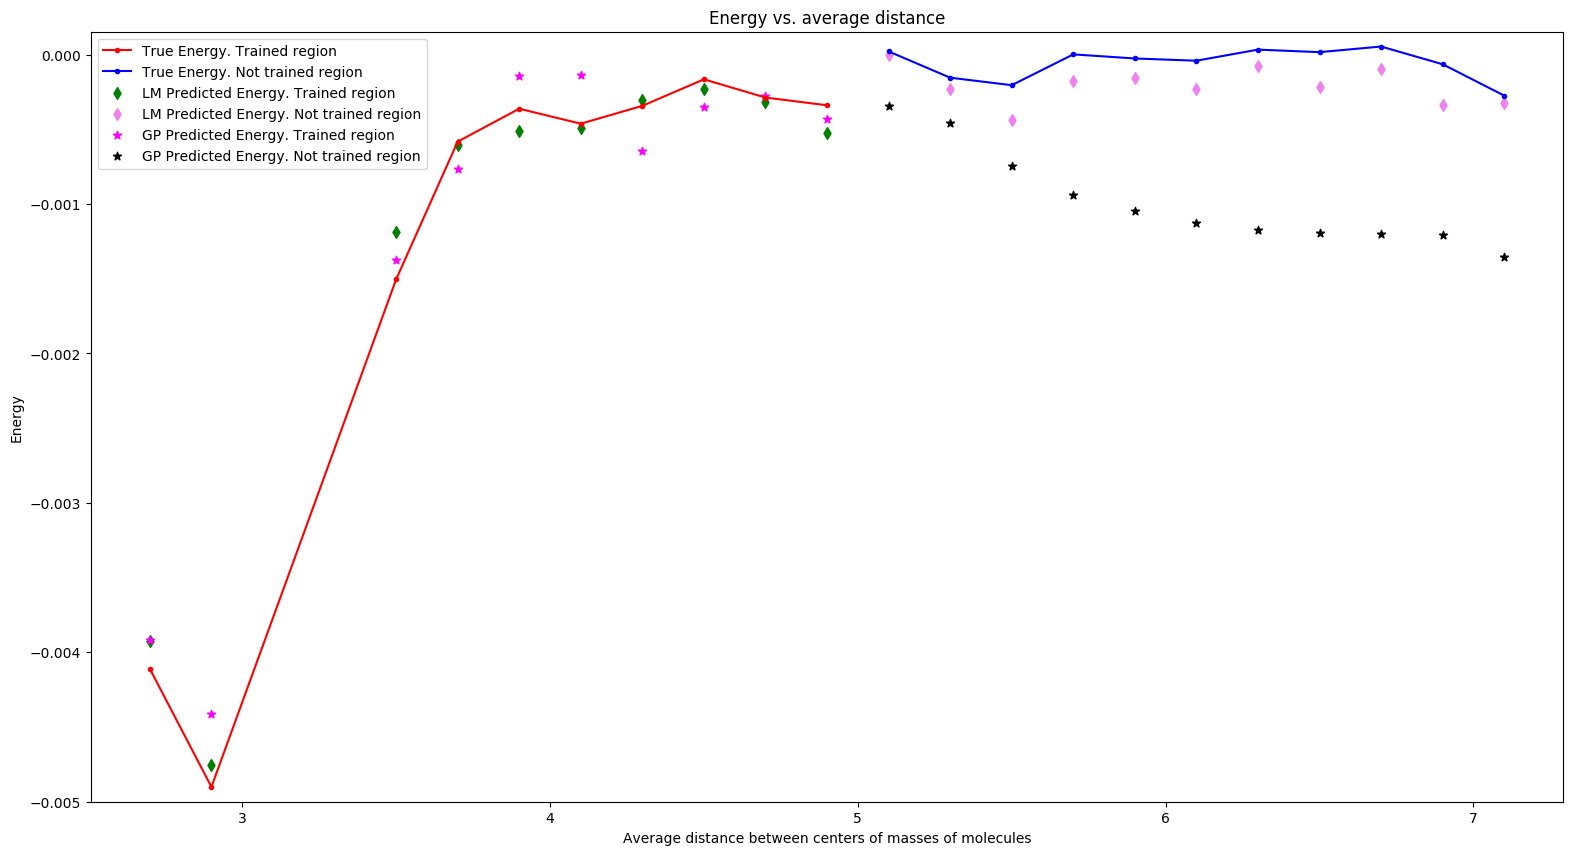 Energy vs. average distance
True Energy. Trained region
True Energy. Not trained region
LM Predicted Energy. Trained region
LM Predicted Energy. Not trained region
GP Predicted Energy. Trained region
GP Predicted Energy. Not trained region
0.000
−0.001
−0.002
−0.003
−0.004
−0.005
Energy
3 4 5 6 7
Average distance between centers of masses of molecules